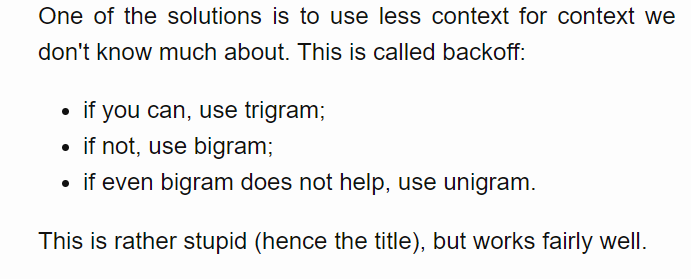 One of the solutions is to use less context for context we
don't know much about. This is called backoff:
• if you can, use trigram;
• if not, use bigram;
• if even bigram does not help, use unigram.
This is rather stupid (hence the title), but works fairly well.